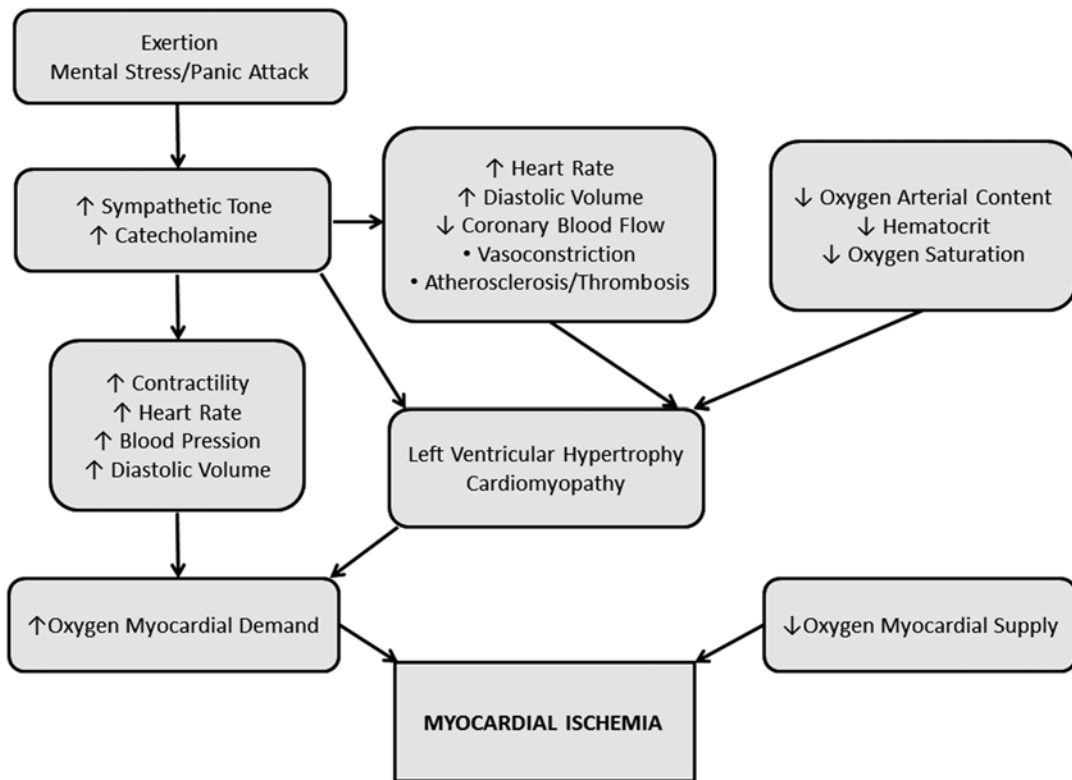 Exertion
Mental Stress/Panic Attack
↑ Sympathetic Tone
↑ Catecholamine
↑ Heart Rate
↑ Diastolic Volume
↓ Coronary Blood Flow
• Vasoconstriction
• Atherosclerosis/Thrombosis
↓ Oxygen Arterial Content
↓ Hematocrit
↓ Oxygen Saturation
↑ Contractility
↑ Heart Rate
↑ Blood Pression
↑ Diastolic Volume
Left Ventricular Hypertrophy
Cardiomyopathy
↑Oxygen Myocardial Demand
↓Oxygen Myocardial Supply
MYOCARDIAL ISCHEMIA